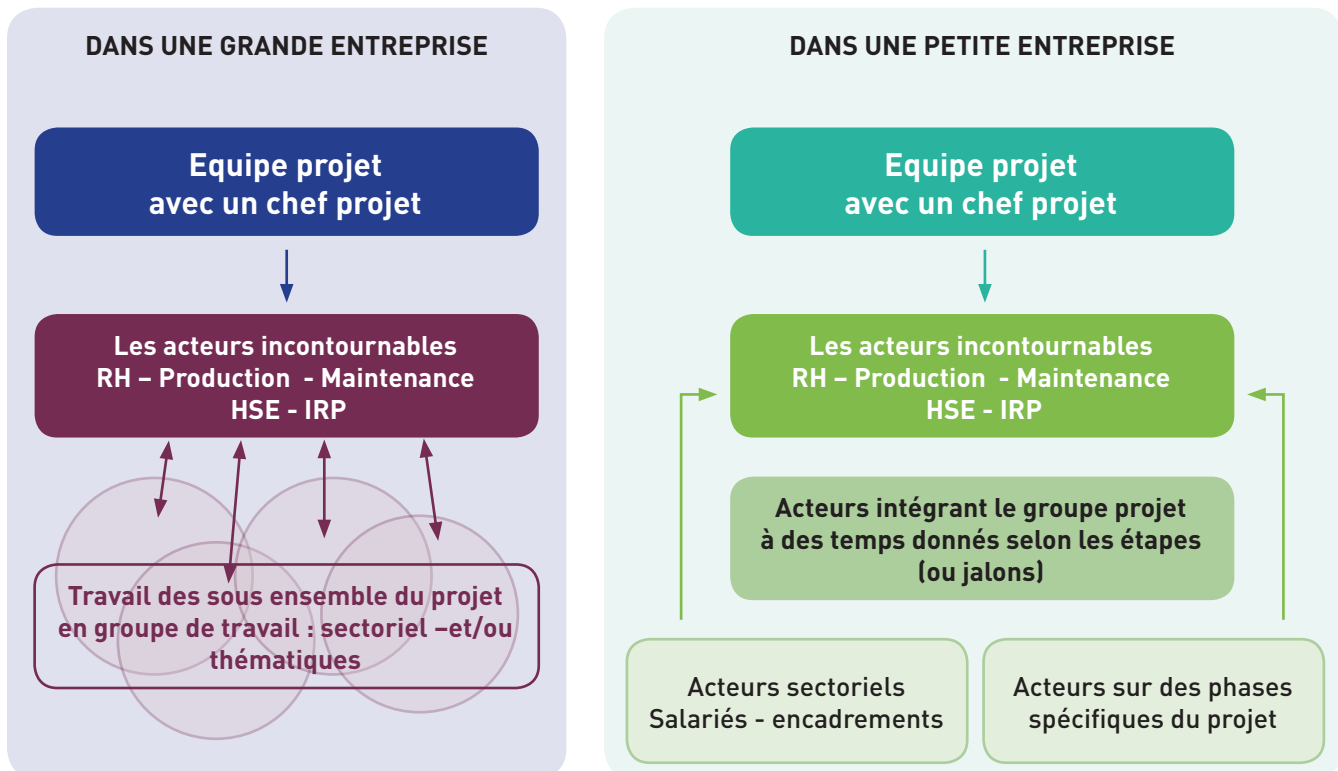 DANS UNE GRANDE ENTREPRISE
Equipe projet
avec un chef projet
Les acteurs incontournables
RH – Production - Maintenance
HSE - IRP
Travail des sous ensemble du projet
en groupe de travail : sectoriel –et/ou
thématiques
DANS UNE PETITE ENTREPRISE
Equipe projet
avec un chef projet
Les acteurs incontournables
RH – Production - Maintenance
HSE - IRP
Acteurs intégrant le groupe projet
à des temps donnés selon les étapes
(ou jalons)
Acteurs sectoriels
Salariés - encadrements
Acteurs sur des phases
spécifiques du projet